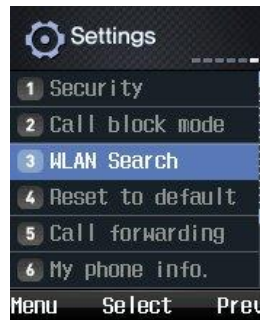 Settings
1 Security
2 Call block mode
3 WLAN Search
4 Reset to default
5 Call forwarding
6 My phone info.
Menu Select Prev